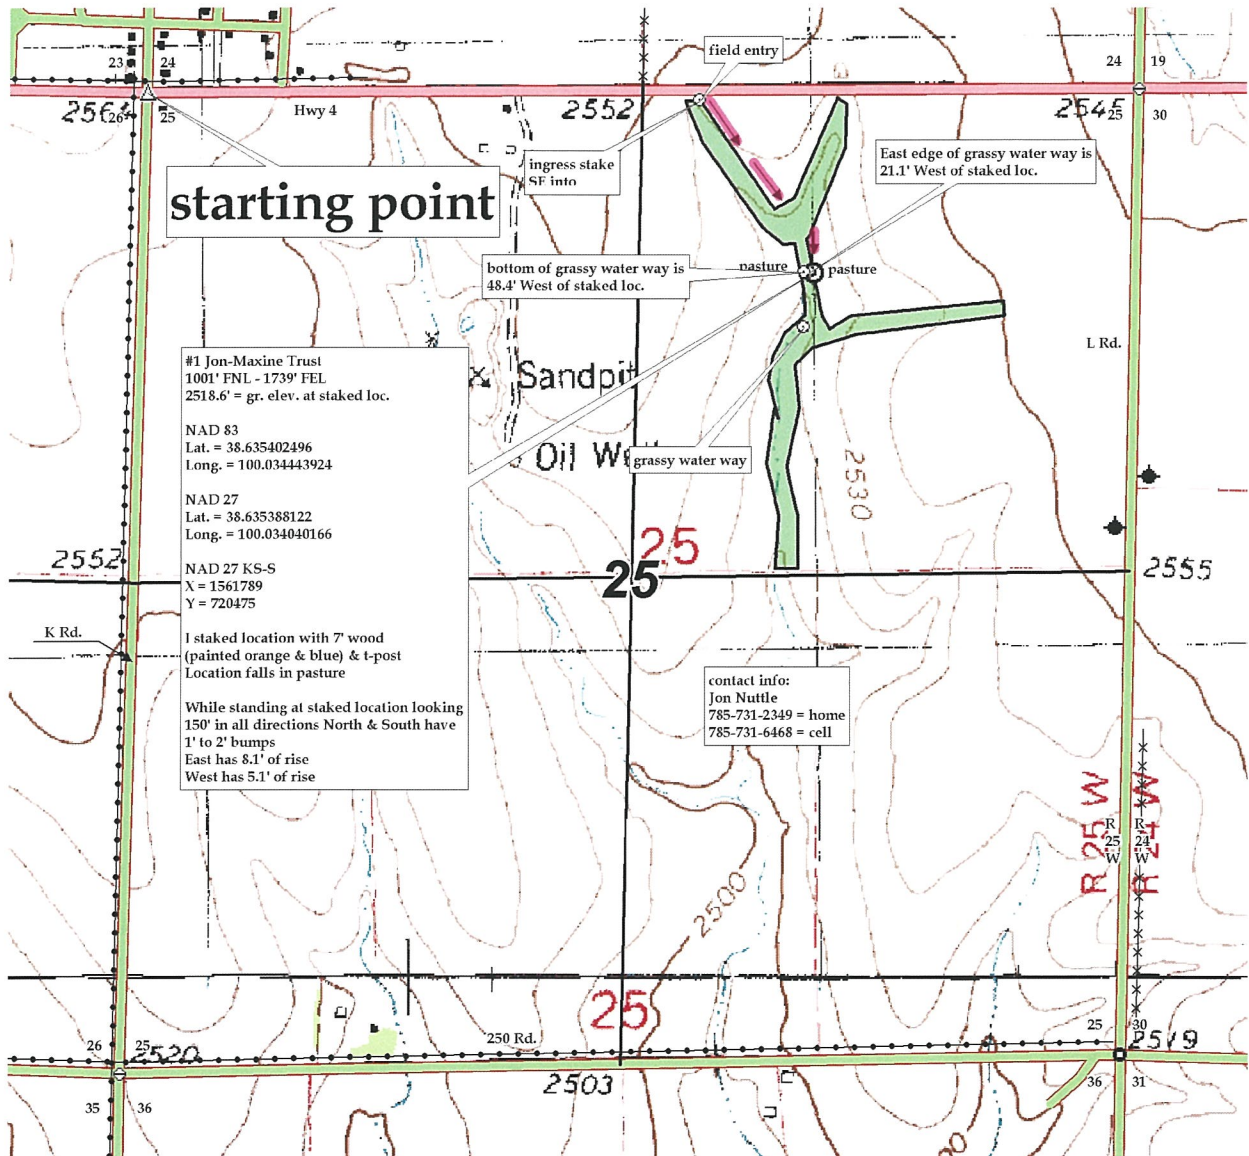 field entry
23 24
24 19
2552
2545
26 25
Hwy 4
25 30
East edge of grassy water way is
21.1' West of staked loc.
ingress stake
SE into
starting point
bottom of grassy water way is
48.4' West of staked loc.
pasture
pasture
L Rd.
#1 Jon-Maxine Trust
1001' FNL - 1739' FEL
2518.6' = gr. elev. at staked loc.
NAD 83
Lat. = 38.635402496
Long. = 100.034443924
NAD 27
Lat. = 38.635388122
Long. = 100.034040166
NAD 27 KS-S
X = 1561789
Y = 720475
I staked location with 7' wood
(painted orange & blue) & t-post
Location falls in pasture
While standing at staked location looking
150' in all directions North & South have
1' to 2' bumps
East has 8.1' of rise
West has 5.1' of rise
Sandpit
Oil Well
grassy water way
2530
25
25
2552
2555
K Rd.
contact info:
Jon Nuttle
785-731-2349 = home
785-731-6468 = cell
R 25 W
R 24 W
R
25
W
R
24
W
2500
25
26 25
2520
250 Rd.
25 30
2519
2503
35 36
36 31